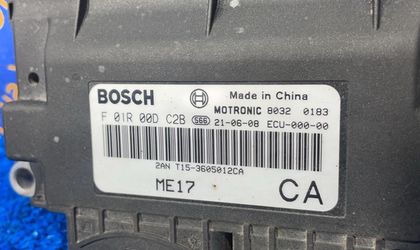 BOSCH Made in China
MOTRONIC 8032 0183
F 01R 00D C2B S66 21-06-08 ECU-000-00
2AN T15-3605012CA
ME17 CA